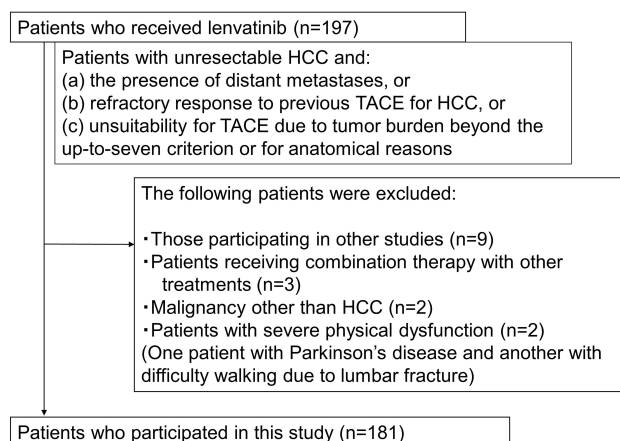 Patients who received lenvatinib (n=197)
Patients with unresectable HCC and:
(a) the presence of distant metastases, or
(b) refractory response to previous TACE for HCC, or
(c) unsuitability for TACE due to tumor burden beyond the
up-to-seven criterion or for anatomical reasons
The following patients were excluded:
・Those participating in other studies (n=9)
・Patients receiving combination therapy with other
treatments (n=3)
・Malignancy other than HCC (n=2)
・Patients with severe physical dysfunction (n=2)
(One patient with Parkinson’s disease and another with
difficulty walking due to lumbar fracture)
Patients who participated in this study (n=181)